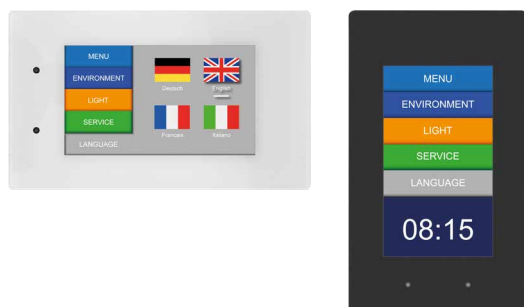 MENU
ENVIRONMENT
LIGHT
SERVICE
LANGUAGE
Deutsch
English
Francais
Italiano
MENU
ENVIRONMENT
LIGHT
SERVICE
LANGUAGE
08:15